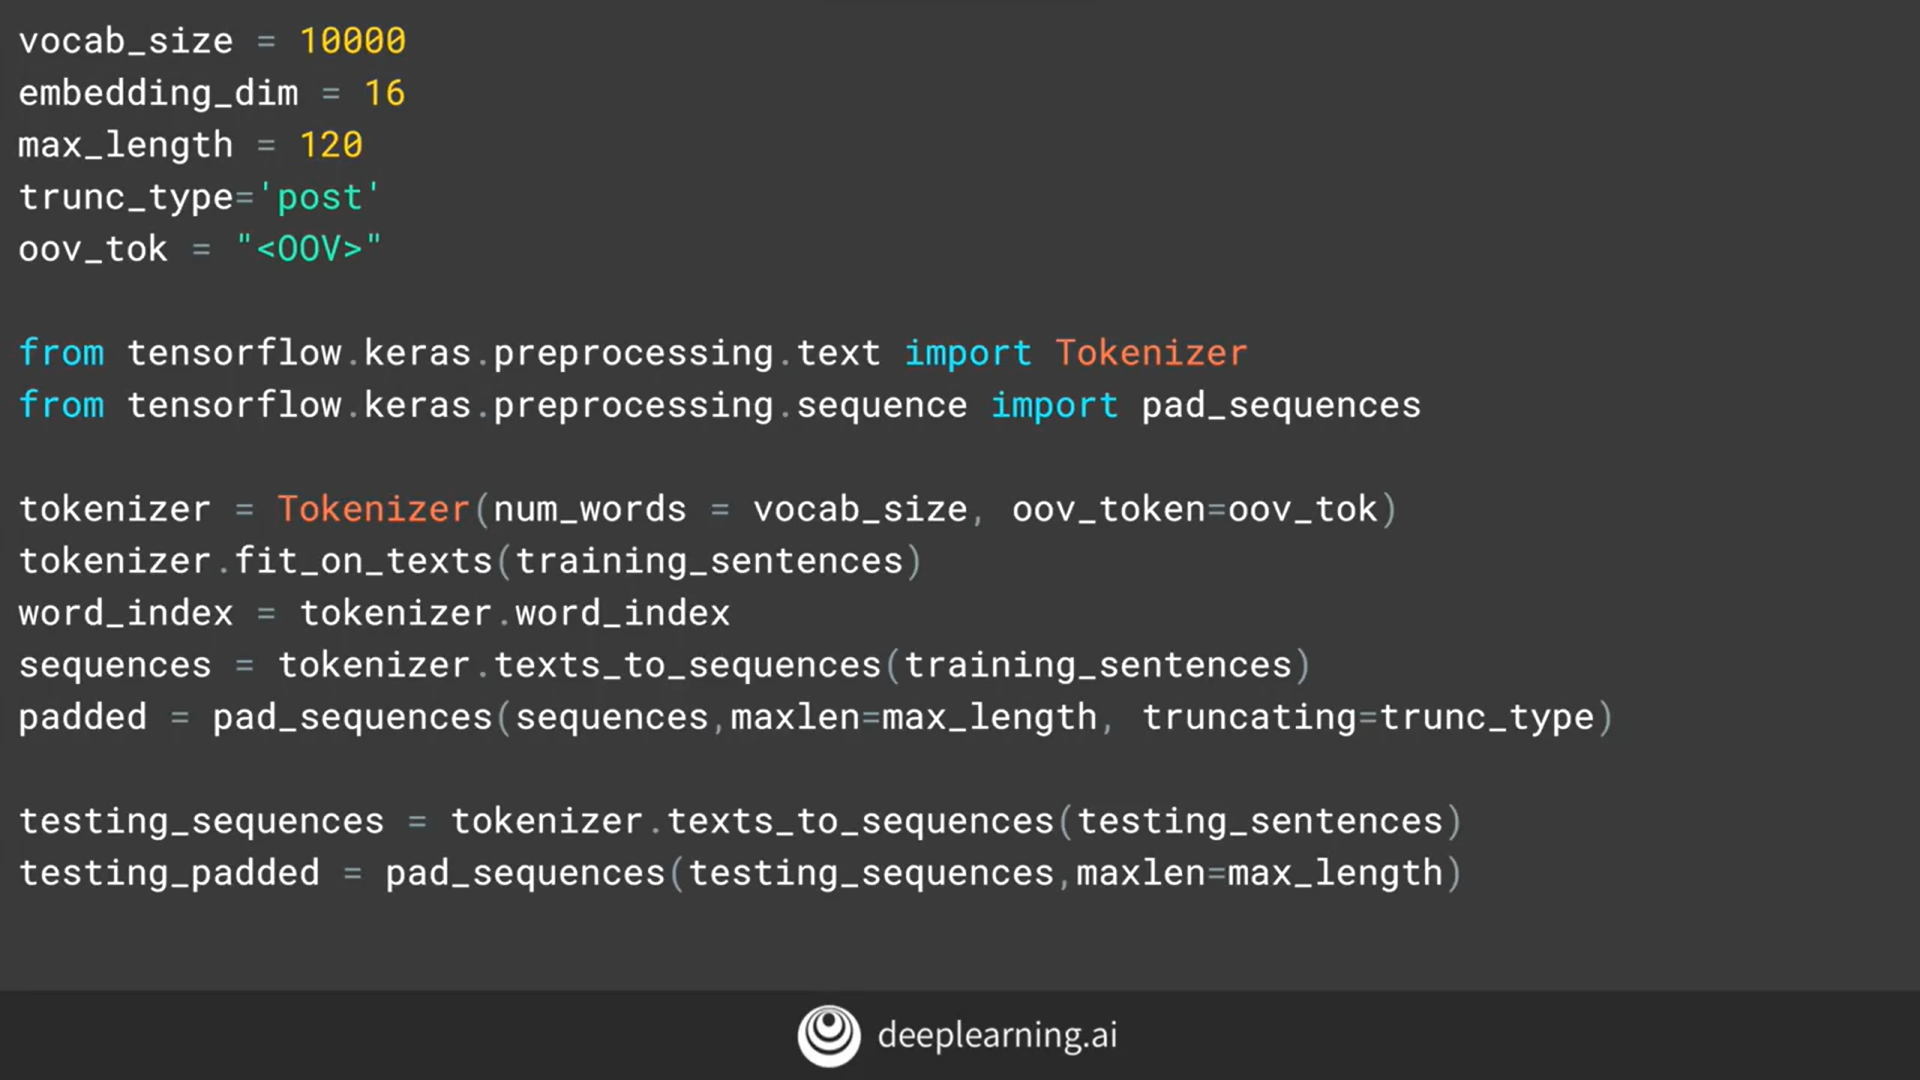 vocab_size = 10000
embedding_dim = 16
max_length = 120
trunc_type='post'
oov_tok = "<OOV>"
from tensorflow.keras.preprocessing.text import Tokenizer
from tensorflow.keras.preprocessing.sequence import pad_sequences
tokenizer = Tokenizer(num_words = vocab_size, oov_token=oov_tok)
tokenizer.fit_on_texts(training_sentences)
word_index = tokenizer.word_index
sequences = tokenizer.texts_to_sequences(training_sentences)
padded = pad_sequences(sequences,maxlen=max_length, truncating=trunc_type)
testing_sequences = tokenizer.texts_to_sequences(testing_sentences)
testing_padded = pad_sequences(testing_sequences,maxlen=max_length)
deeplearning.ai